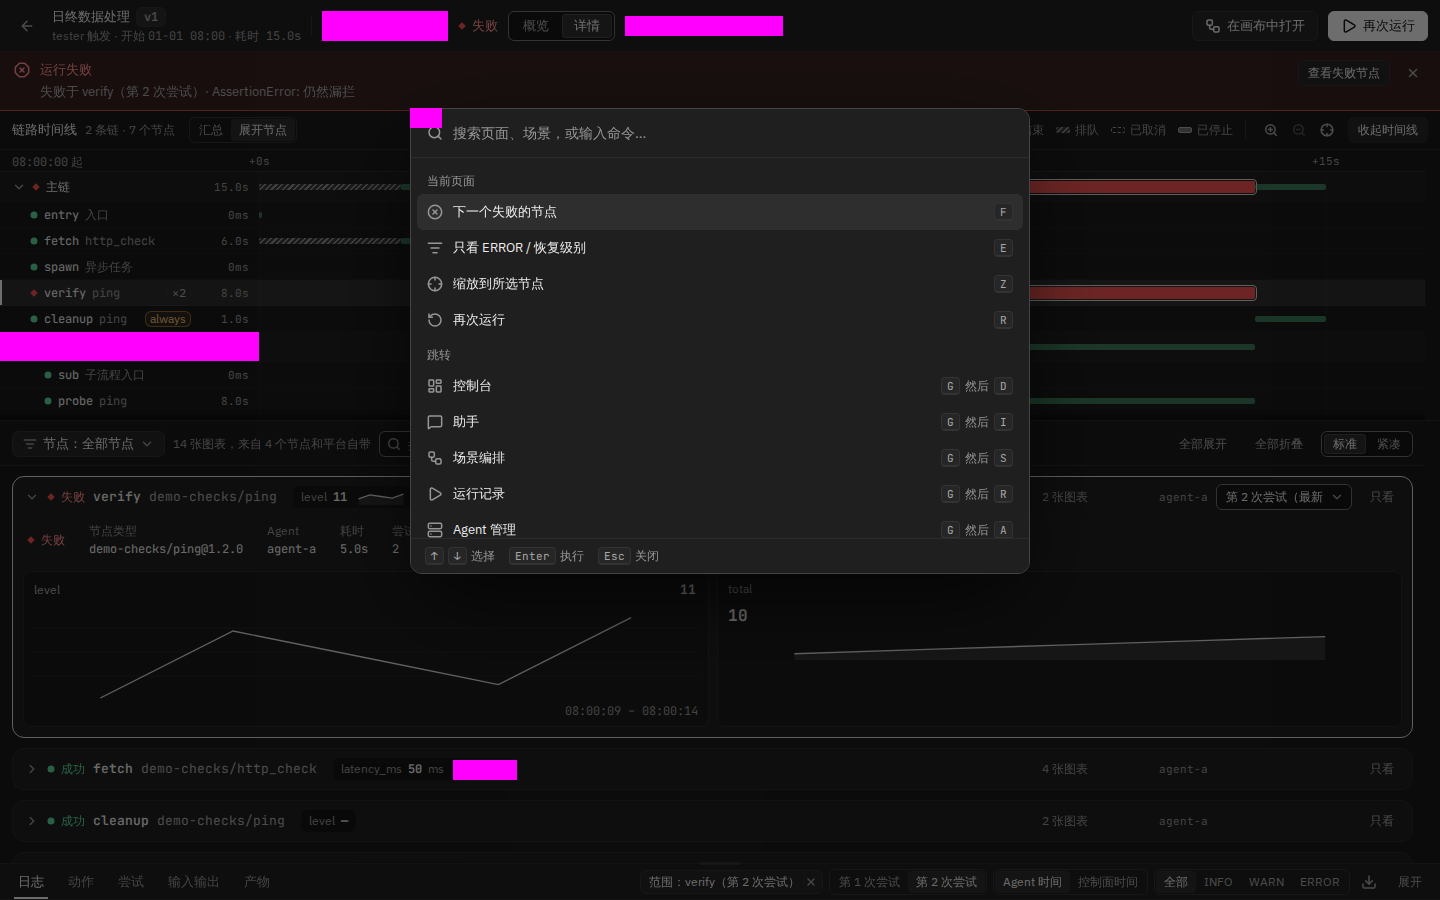 日终数据处理 v1
tester 触发 · 开始 01-01 08:00 · 耗时 15.0s
失败 概览 详情
在画布中打开 再次运行
运行失败
失败于 verify（第 2 次尝试）· AssertionError: 仍然漏拦
查看失败节点
链路时间线 2 条链 · 7 个节点 汇总 展开节点
排队 已取消 已停止 收起时间线
08:00:00 起 +0s +15s
主链 15.0s
entry 入口 0ms
fetch http_check 6.0s
spawn 异步任务 0ms
verify ping ×2 8.0s
cleanup ping always 1.0s
sub 子流程入口 0ms
probe ping 8.0s
搜索页面、场景，或输入命令...
当前页面
下一个失败的节点 F
只看 ERROR / 恢复级别 E
缩放到所选节点 Z
再次运行 R
跳转
控制台 G 然后 D
助手 G 然后 I
场景编排 G 然后 S
运行记录 G 然后 R
Agent 管理 G 然后 A
↑ ↓ 选择 Enter 执行 Esc 关闭
节点：全部节点 14 张图表，来自 4 个节点和平台自带
全部展开 全部折叠 标准 紧凑
失败 verify demo-checks/ping level 11
2 张图表 agent-a 第 2 次尝试（最新 只看
失败
节点类型 Agent 耗时
demo-checks/ping@1.2.0 agent-a 5.0s 2
level 11
08:00:09 – 08:00:14
total
10
成功 fetch demo-checks/http_check latency_ms 50 ms
4 张图表 agent-a 只看
成功 cleanup demo-checks/ping level —
2 张图表 agent-a 只看
日志 动作 尝试 输入输出 产物
范围：verify（第 2 次尝试） 第 1 次尝试 第 2 次尝试 Agent 时间 控制面时间 全部 INFO WARN ERROR 展开